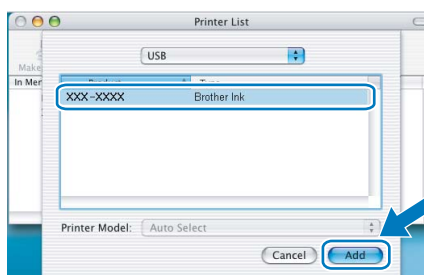 Printer List
USB
Make
In Mer
XXX-XXXX Brother Ink
Printer Model: Auto Select
Cancel Add